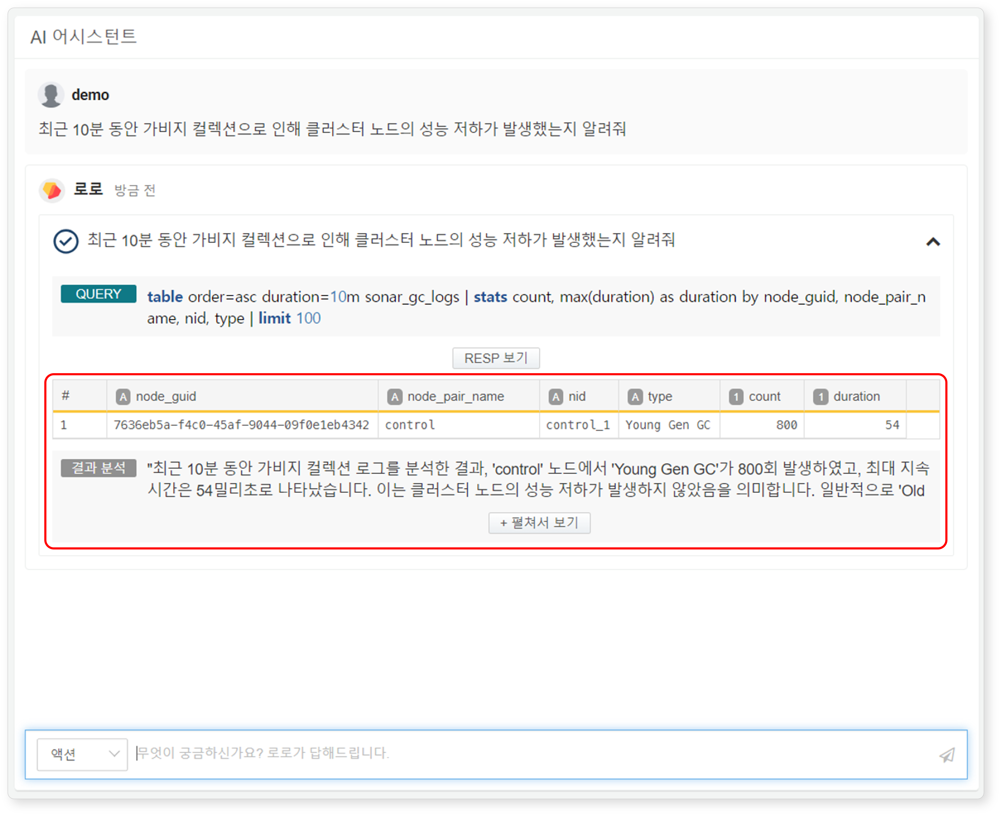 AI 어시스턴트
demo
최근 10분 동안 가비지 컬렉션으로 인해 클러스터 노드의 성능 저하가 발생했는지 알려줘
로로 방금 전
최근 10분 동안 가비지 컬렉션으로 인해 클러스터 노드의 성능 저하가 발생했는지 알려줘
QUERY table order=asc duration=10m sonar_gc_logs | stats count, max(duration) as duration by node_guid, node_pair_n
ame, nid, type | limit 100
RESP 보기
# A node_guid A node_pair_name A nid A type 1 count 1 duration
1 7636eb5a-f4c0-45af-9044-09f0e1eb4342 control control_1 Young Gen GC 800 54
결과 분석 "최근 10분 동안 가비지 컬렉션 로그를 분석한 결과, 'control' 노드에서 'Young Gen GC'가 800회 발생하였고, 최대 지속
시간은 54밀리초로 나타났습니다. 이는 클러스터 노드의 성능 저하가 발생하지 않았음을 의미합니다. 일반적으로 'Old
+ 펼쳐서 보기
액션 무엇이 궁금하신가요? 로로가 답해드립니다.